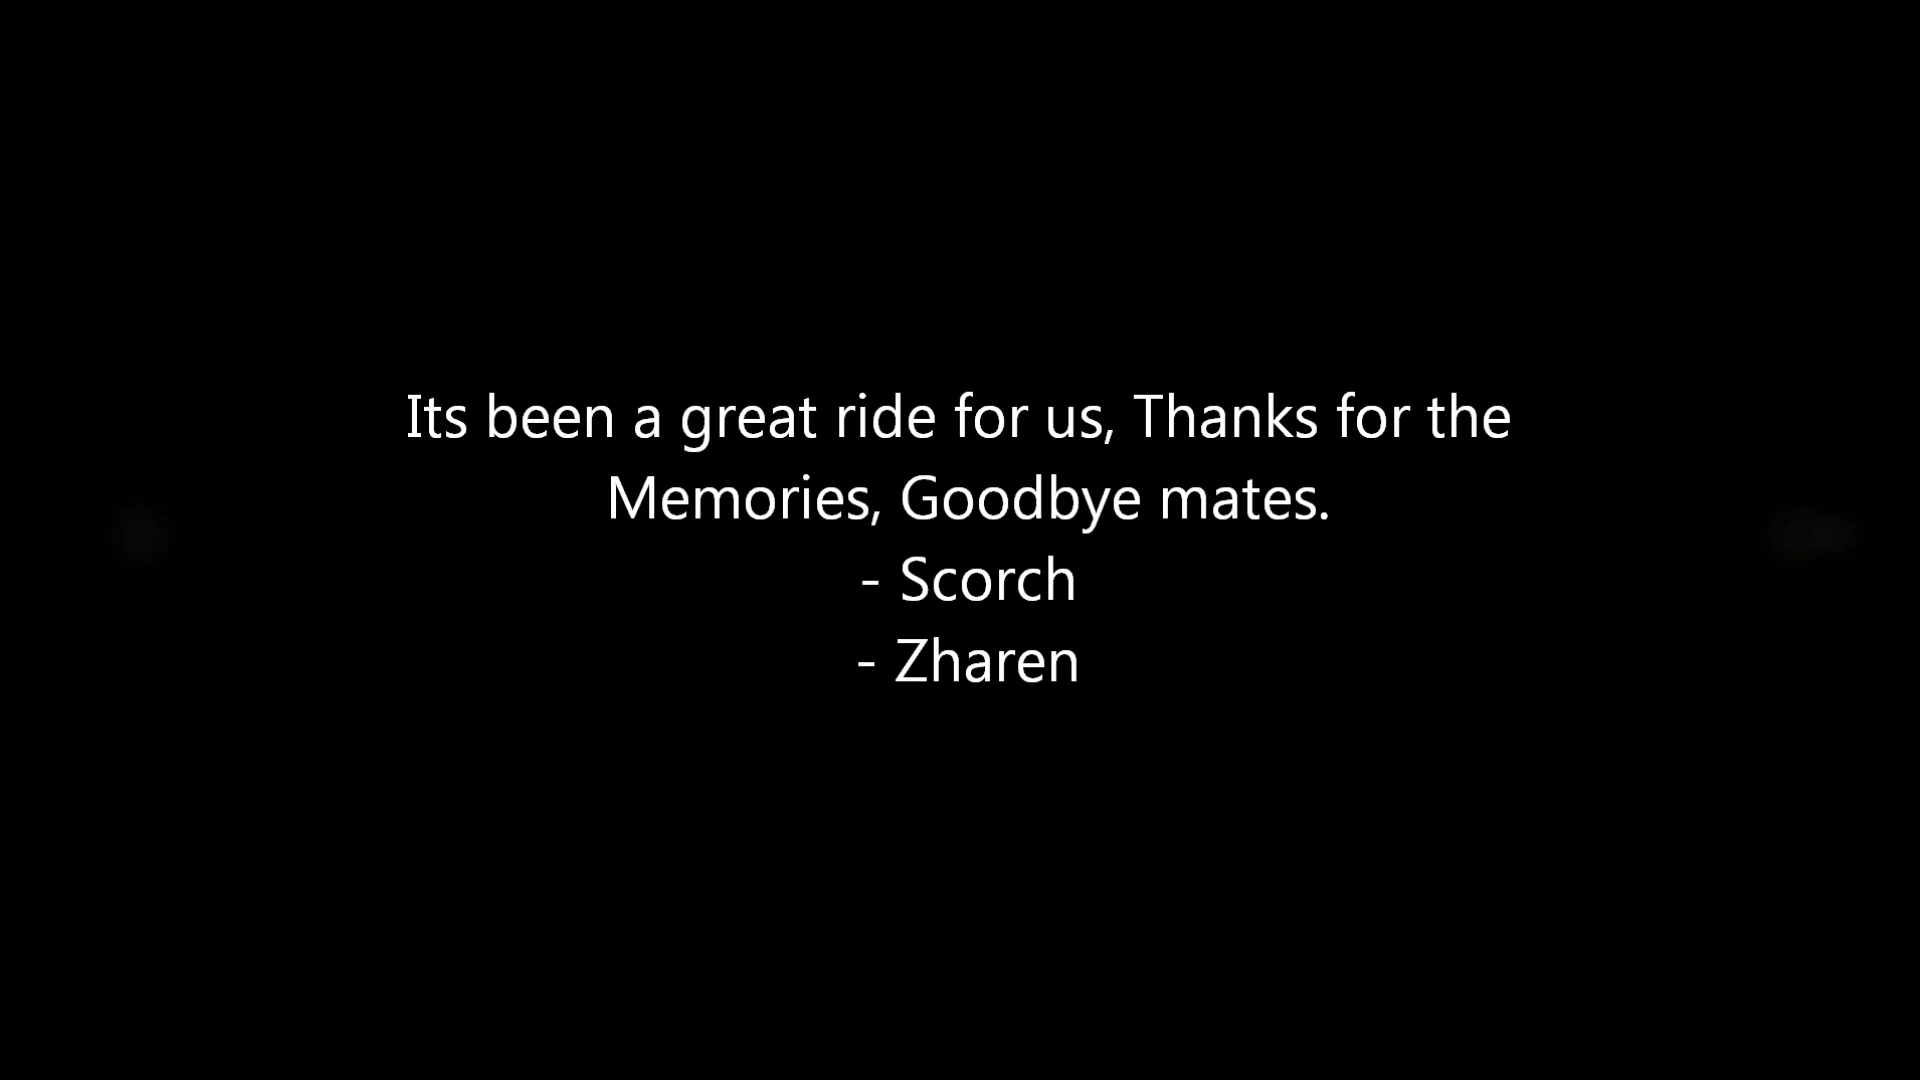 Its been a great ride for us, Thanks for the
Memories, Goodbye mates.
- Scorch
- Zharen